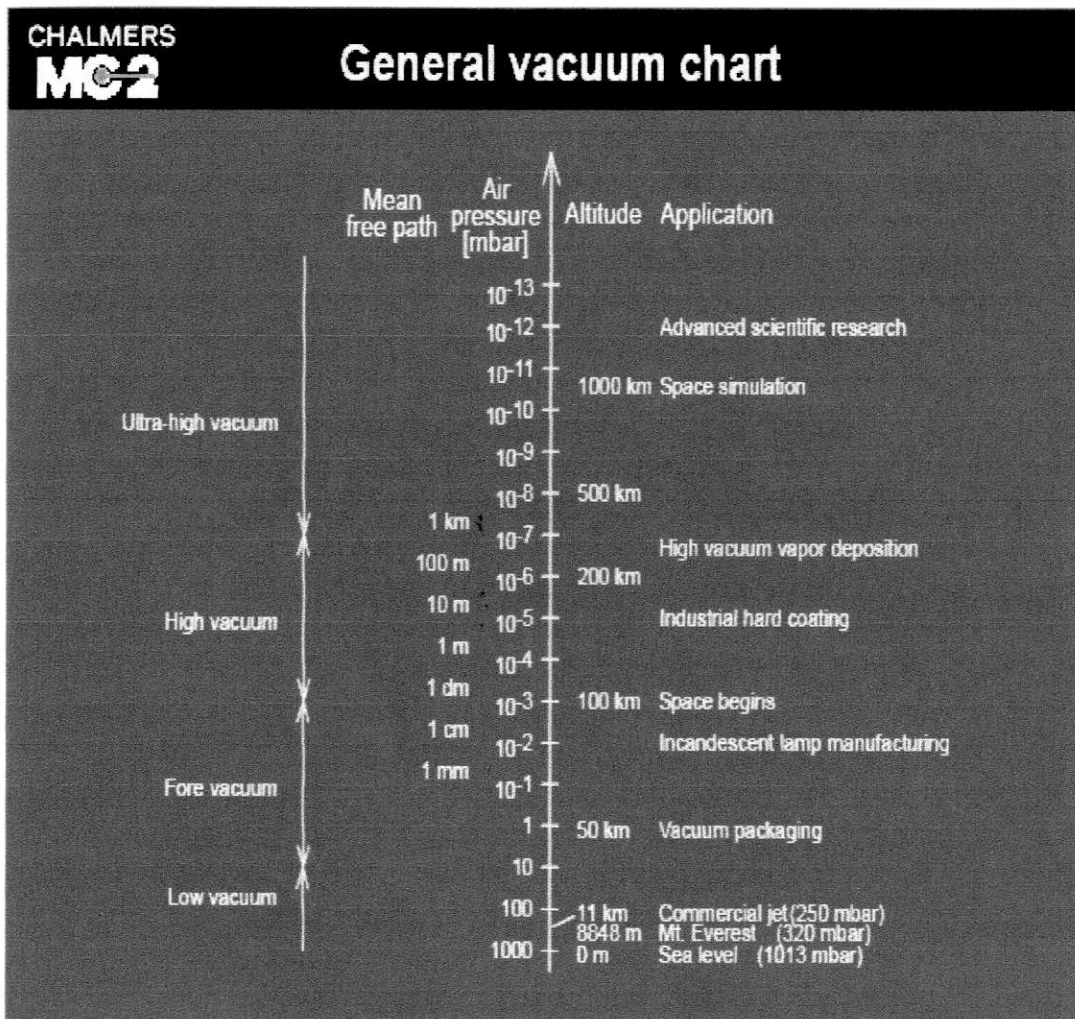 CHALMERS
MC2
General vacuum chart
Mean
free path
Air
pressure
[mbar]
Altitude
Application
10-13
10-12 Advanced scientific research
10-11
1000 km Space simulation
10-10
Ultra-high vacuum
10-9
10-8 500 km
1 km
10-7
High vacuum vapor deposition
100 m
10-6 200 km
10 m
High vacuum
10-5 Industrial hard coating
1 m
10-4
1 dm
10-3 100 km Space begins
1 cm
10-2 Incandescent lamp manufacturing
1 mm
Fore vacuum
10-1
1 50 km Vacuum packaging
10
Low vacuum
100 11 km Commercial jet (250 mbar)
8848 m Mt. Everest (320 mbar)
1000 0 m Sea level (1013 mbar)